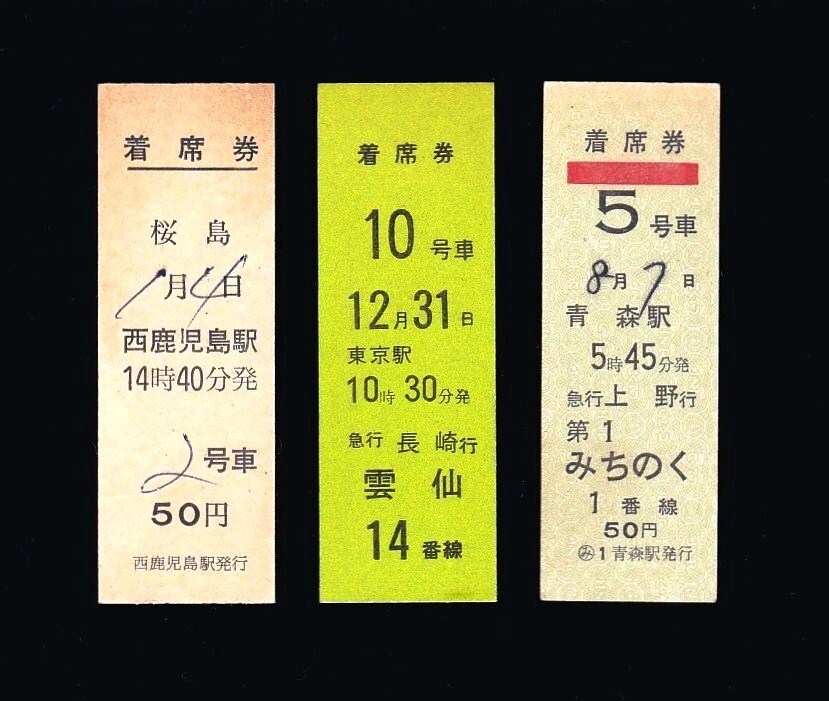 着席券
桜島
1月4日
西鹿児島駅
14時40分発
2号車
50円
西鹿児島駅発行
着席券
10号車
12月31日
東京駅
10時30分発
急行長崎行
雲仙
14番線
着席券
5号車
8月7日
青森駅
5時45分発
急行上野行
第1
みちのく
1番線
50円
㋯1青森駅発行